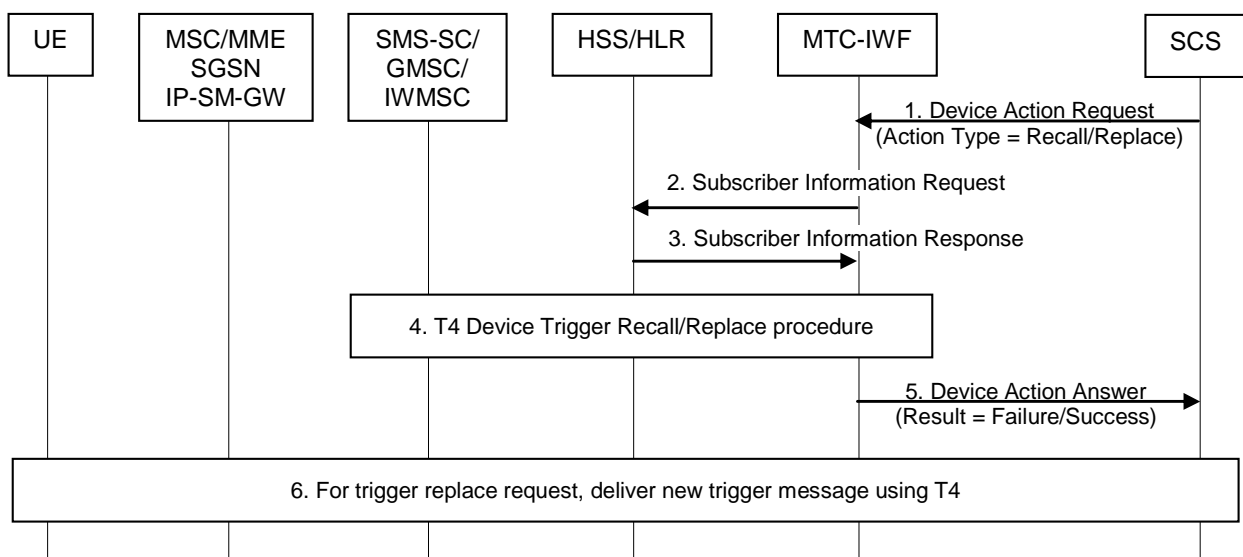 UE
MSC/MME
SGSN
IP-SM-GW
SMS-SC/
GMSC/
IWMSC
HSS/HLR
MTC-IWF
SCS
1. Device Action Request
(Action Type = Recall/Replace)
2. Subscriber Information Request
3. Subscriber Information Response
4. T4 Device Trigger Recall/Replace procedure
5. Device Action Answer
(Result = Failure/Success)
6. For trigger replace request, deliver new trigger message using T4